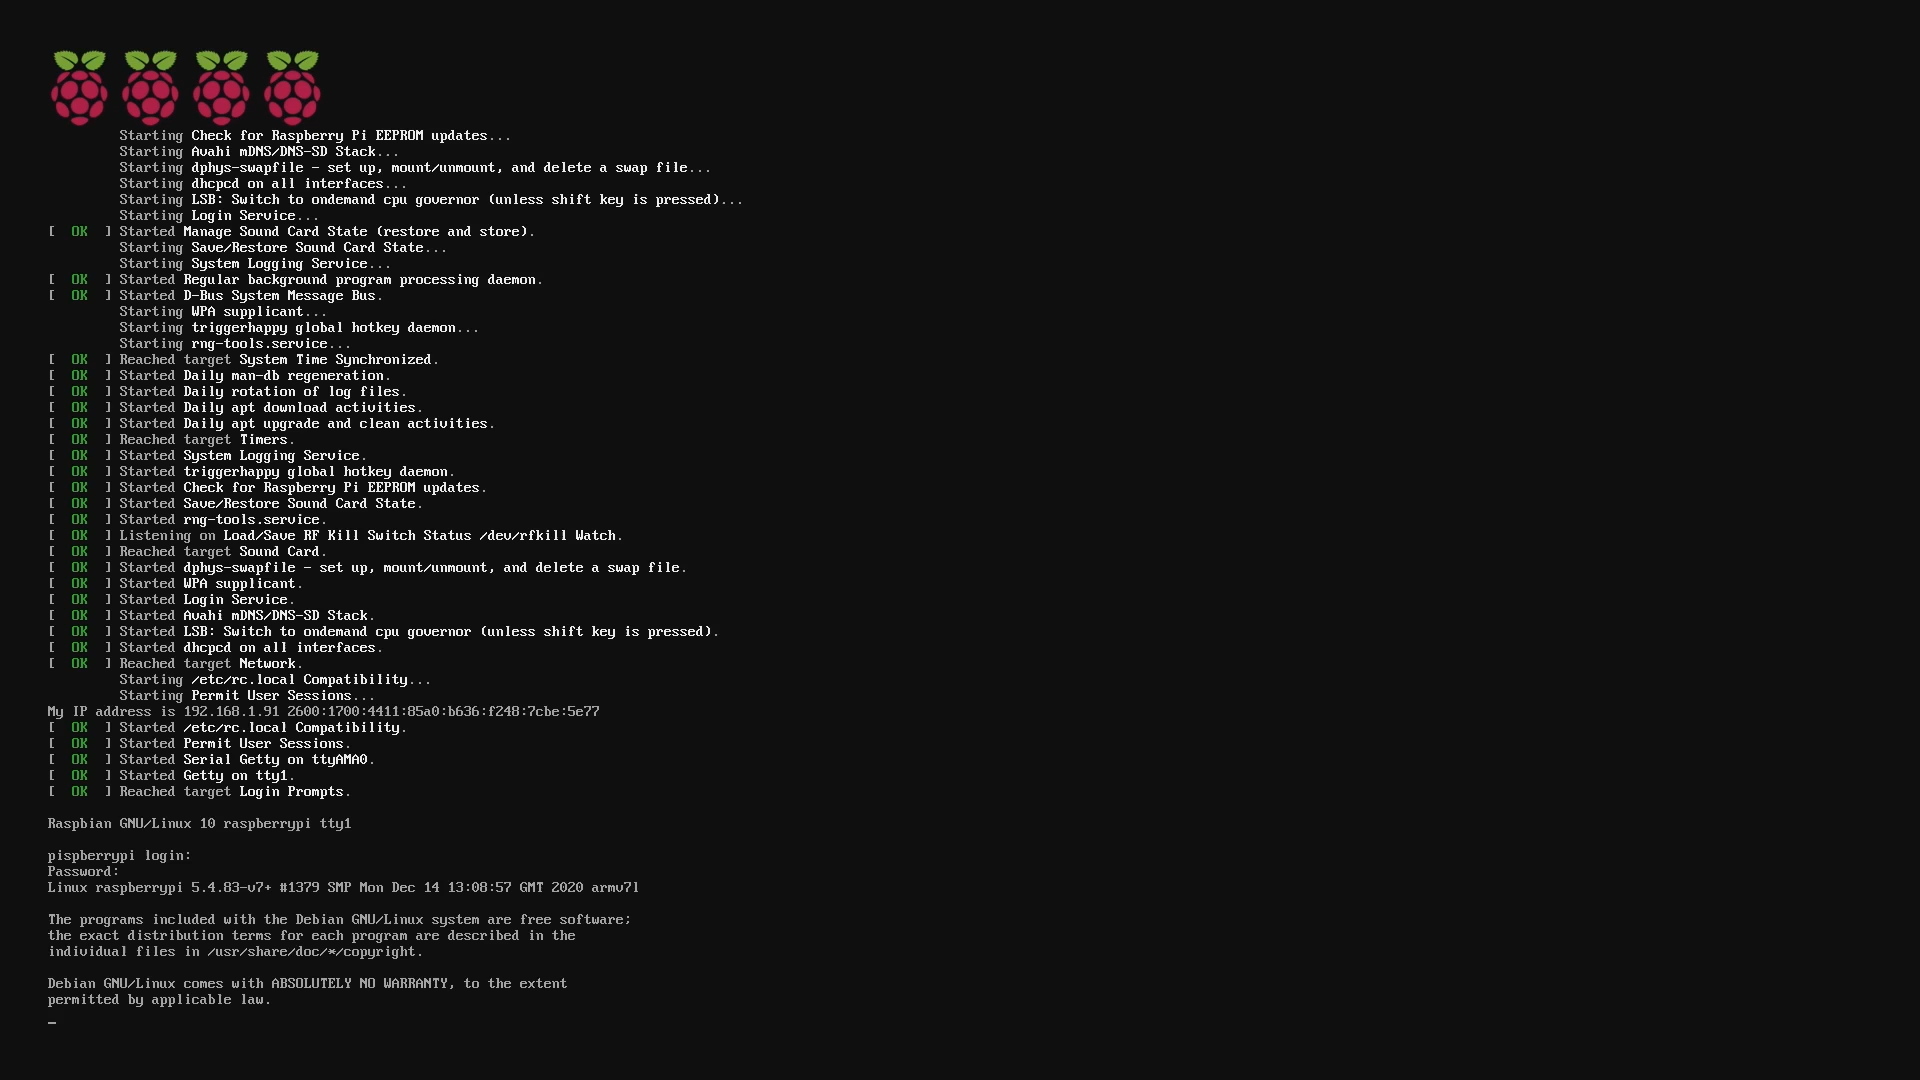 Starting Check for Raspberry Pi EEPROM updates...
Starting Avahi mDNS/DNS-SD Stack...
Starting dphys-swapfile - set up, mount/unmount, and delete a swap file...
Starting dhcpcd on all interfaces...
Starting LSB: Switch to ondemand cpu governor (unless shift key is pressed)...
Starting Login Service...
[  OK  ] Started Manage Sound Card State (restore and store).
Starting Save/Restore Sound Card State...
Starting System Logging Service...
[  OK  ] Started Regular background program processing daemon.
[  OK  ] Started D-Bus System Message Bus.
Starting WPA supplicant...
Starting triggerhappy global hotkey daemon...
Starting rng-tools.service...
[  OK  ] Reached target System Time Synchronized.
[  OK  ] Started Daily man-db regeneration.
[  OK  ] Started Daily rotation of log files.
[  OK  ] Started Daily apt download activities.
[  OK  ] Started Daily apt upgrade and clean activities.
[  OK  ] Reached target Timers.
[  OK  ] Started System Logging Service.
[  OK  ] Started triggerhappy global hotkey daemon.
[  OK  ] Started Check for Raspberry Pi EEPROM updates.
[  OK  ] Started Save/Restore Sound Card State.
[  OK  ] Started rng-tools.service.
[  OK  ] Listening on Load/Save RF Kill Switch Status /dev/rfkill Watch.
[  OK  ] Reached target Sound Card.
[  OK  ] Started dphys-swapfile - set up, mount/unmount, and delete a swap file.
[  OK  ] Started WPA supplicant.
[  OK  ] Started Login Service.
[  OK  ] Started Avahi mDNS/DNS-SD Stack.
[  OK  ] Started LSB: Switch to ondemand cpu governor (unless shift key is pressed).
[  OK  ] Started dhcpcd on all interfaces.
[  OK  ] Reached target Network.
Starting /etc/rc.local Compatibility...
Starting Permit User Sessions...
My IP address is 192.168.1.91 2600:1700:4411:85a0:b636:f248:7cbe:5e77
[  OK  ] Started /etc/rc.local Compatibility.
[  OK  ] Started Permit User Sessions.
[  OK  ] Started Serial Getty on ttyAMA0.
[  OK  ] Started Getty on tty1.
[  OK  ] Reached target Login Prompts.
Raspbian GNU/Linux 10 raspberrypi tty1
pispberrypi login:
Password:
Linux raspberrypi 5.4.83-v7+ #1379 SMP Mon Dec 14 13:08:57 GMT 2020 armv7l
The programs included with the Debian GNU/Linux system are free software;
the exact distribution terms for each program are described in the
individual files in /usr/share/doc/*/copyright.
Debian GNU/Linux comes with ABSOLUTELY NO WARRANTY, to the extent
permitted by applicable law.
_